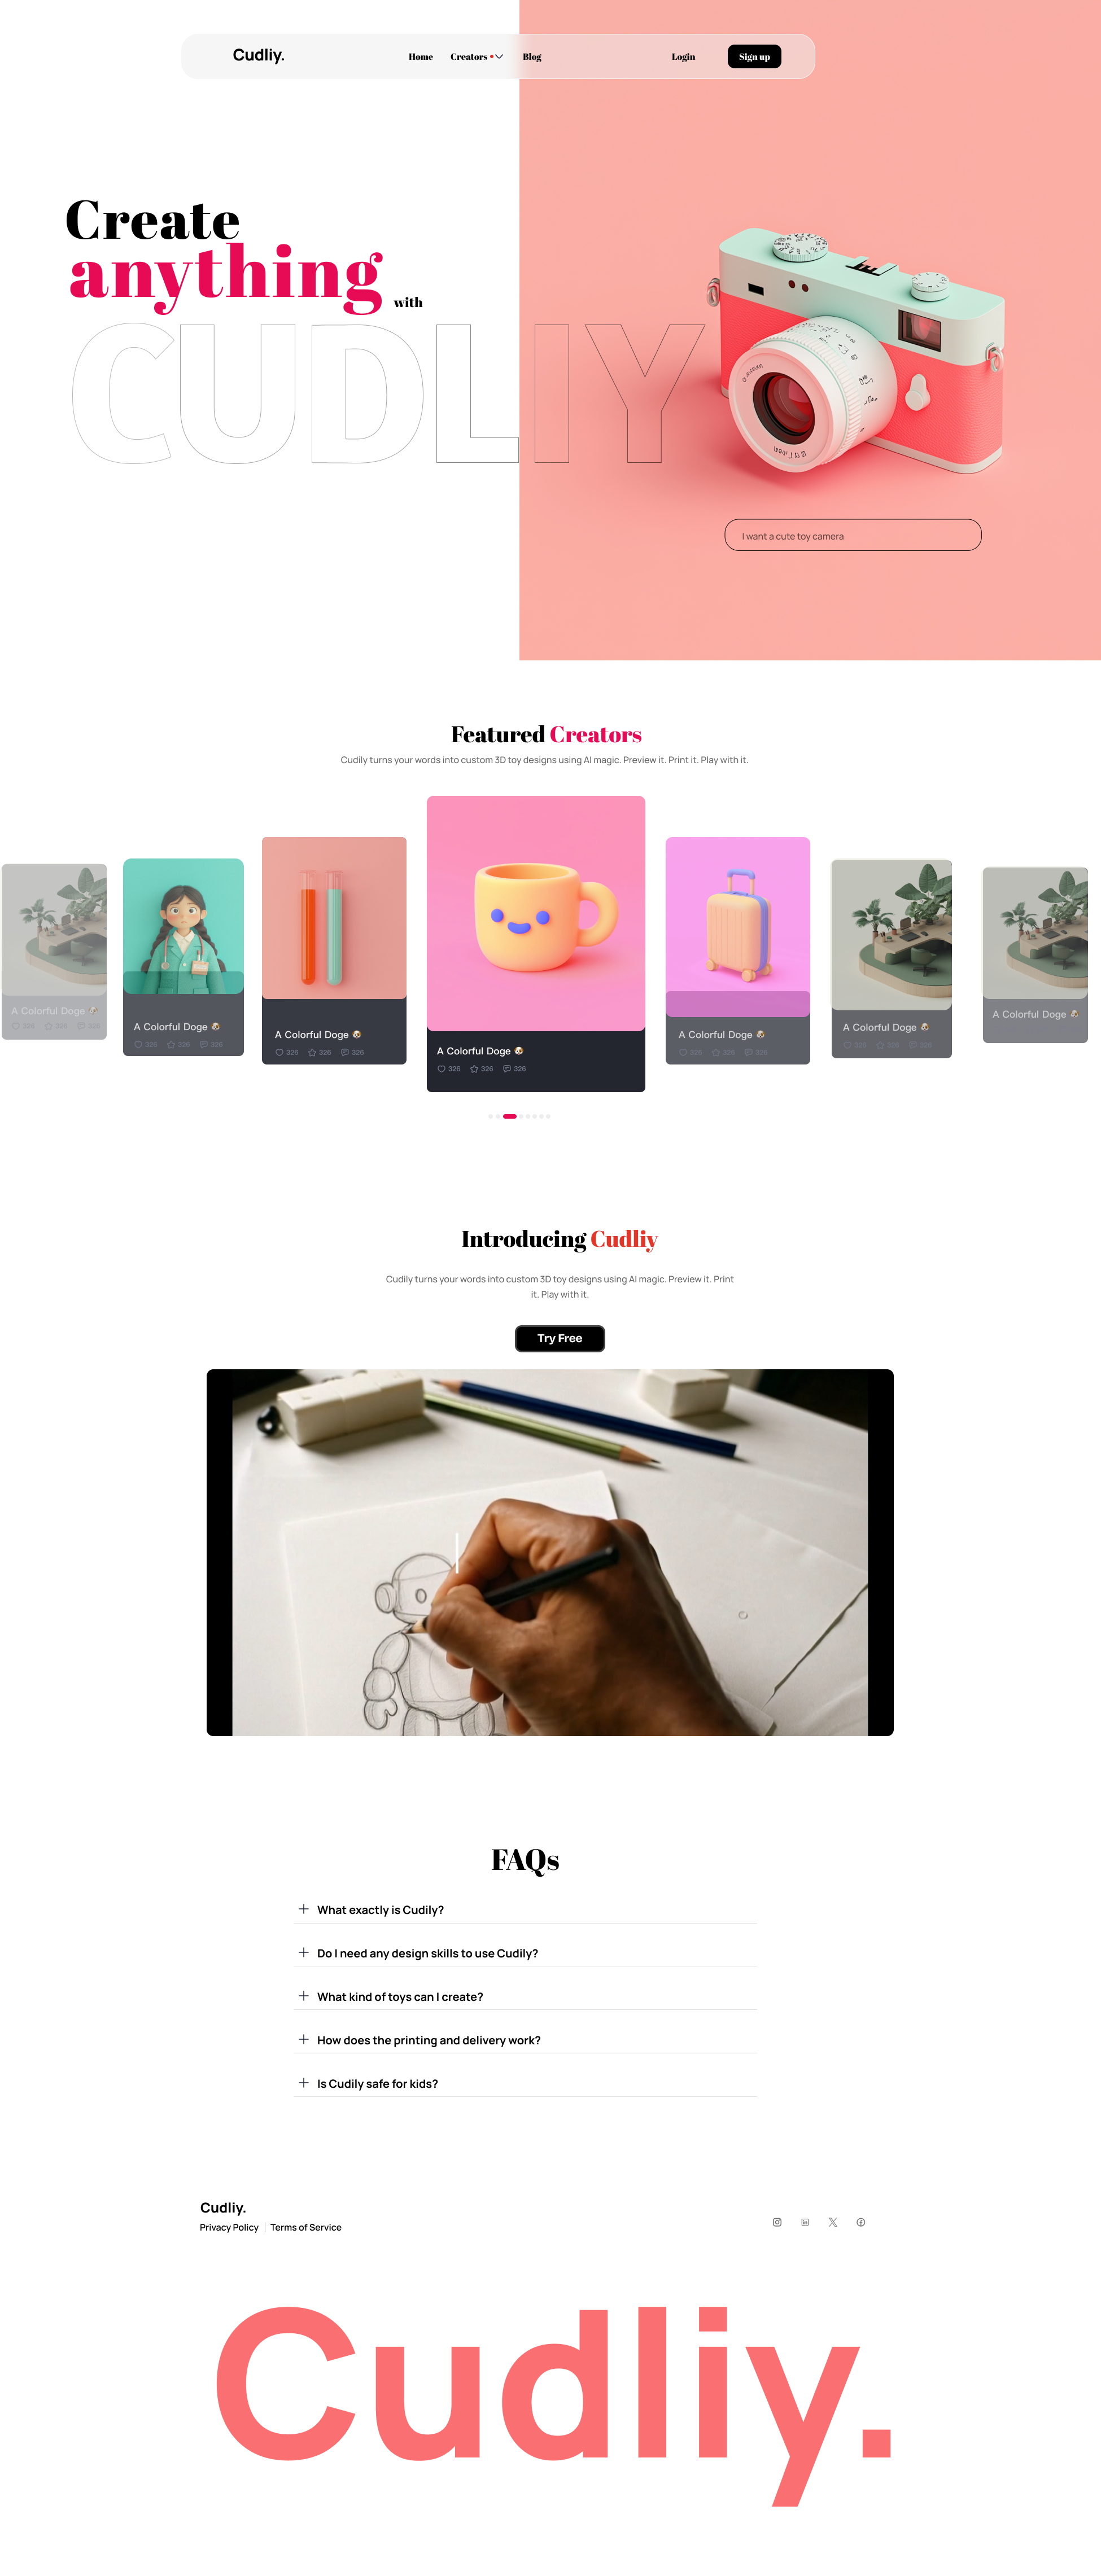 Cudliy.
Home Creators Blog Login Sign up
Create
anything
with
CUDLIY
I want a cute toy camera
Featured Creators
Cudily turns your words into custom 3D toy designs using AI magic. Preview it. Print it. Play with it.
A Colorful Doge
326 326 326
A Colorful Doge
326 326 326
A Colorful Doge
326 326 326
A Colorful Doge
326 326 326
A Colorful Doge
326 326 326
A Colorful Doge
326 326 326
A Colorful Doge
Introducing Cudliy
Cudily turns your words into custom 3D toy designs using AI magic. Preview it. Print
it. Play with it.
Try Free
FAQs
What exactly is Cudily?
Do I need any design skills to use Cudily?
What kind of toys can I create?
How does the printing and delivery work?
Is Cudily safe for kids?
Cudliy.
Privacy Policy | Terms of Service
Cudliy.